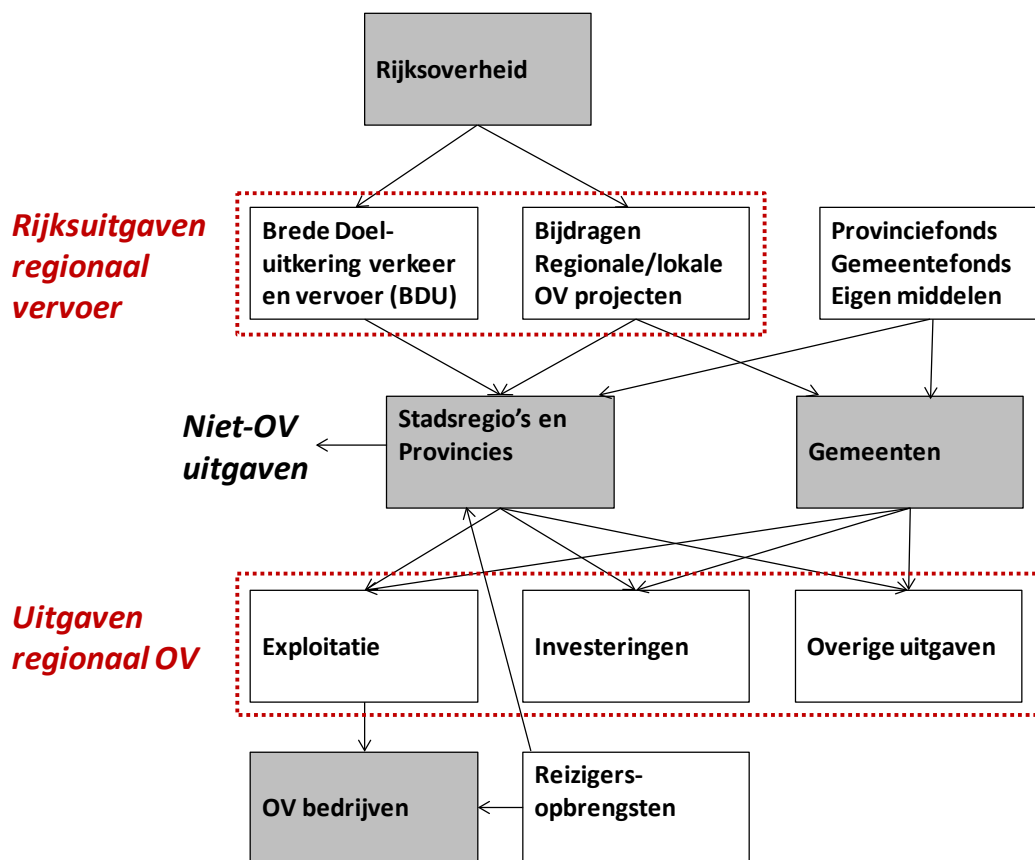 Rijksoverheid
Rijksuitgaven
regionaal
vervoer
Brede Doel-
uitkering verkeer
en vervoer (BDU)
Bijdragen
Regionale/lokale
OV projecten
Provinciefonds
Gemeentefonds
Eigen middelen
Niet-OV
uitgaven
Stadsregio's en
Provincies
Gemeenten
Uitgaven
regionaal OV
Exploitatie
Investeringen
Overige uitgaven
OV bedrijven
Reizigers-
opbrengsten